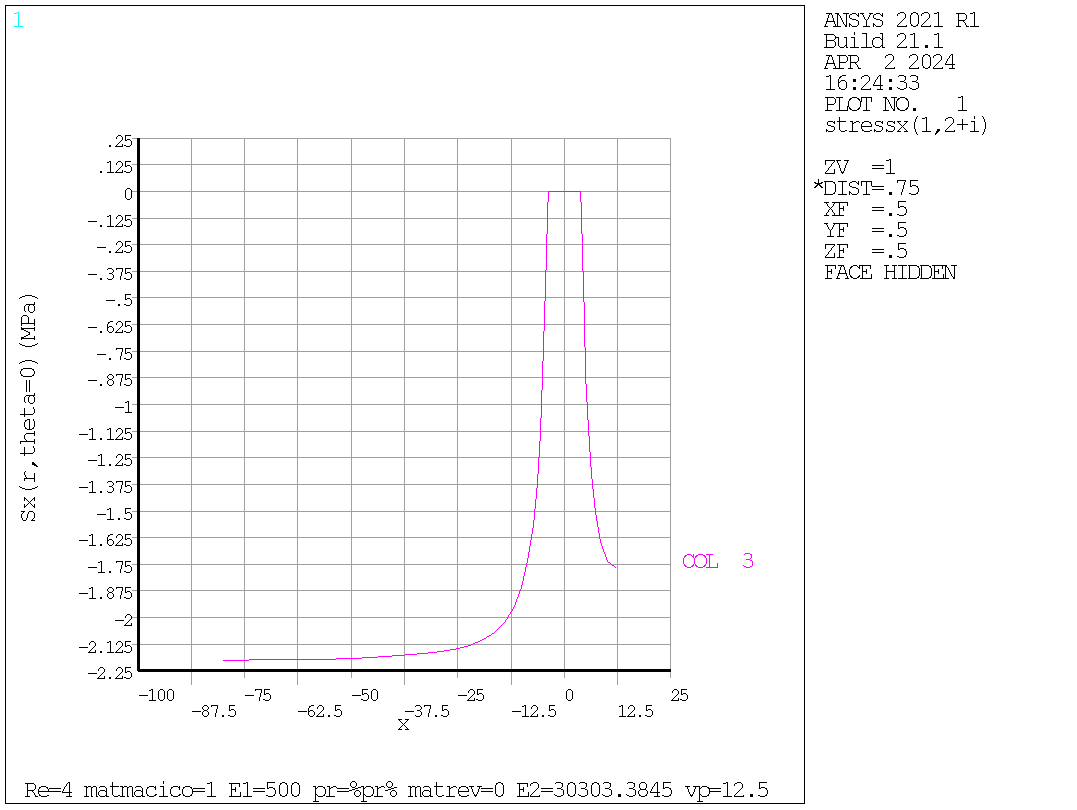 1
ANSYS 2021 R1
Build 21.1
APR  2 2024
16:24:33
PLOT NO.   1
stressx(1,2+i)
ZV  =1
*DIST=.75
XF  =.5
YF  =.5
ZF  =.5
FACE HIDDEN
Sx(r,theta=0)(MPa)
.25
.125
0
-.125
-.25
-.375
-.5
-.625
-.75
-.875
-1
-1.125
-1.25
-1.375
-1.5
-1.625
-1.75
-1.875
-2
-2.125
-2.25
COL  3
-100 -75 -50 -25 0 25
-87.5 -62.5 -37.5 -12.5 12.5
X
Re=4 matmacico=1 E1=500 pr=%pr% matrev=0 E2=30303.3845 vp=12.5